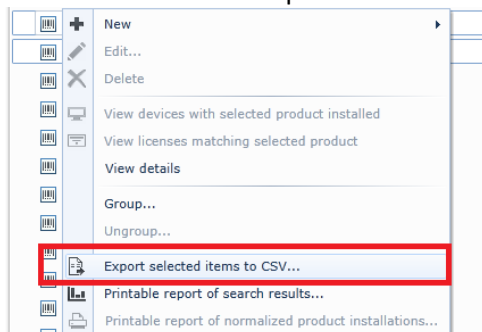 New
Edit...
Delete
View devices with selected product installed
View licenses matching selected product
View details
Group...
Ungroup...
Export selected items to CSV...
Printable report of search results...
Printable report of normalized product installations...